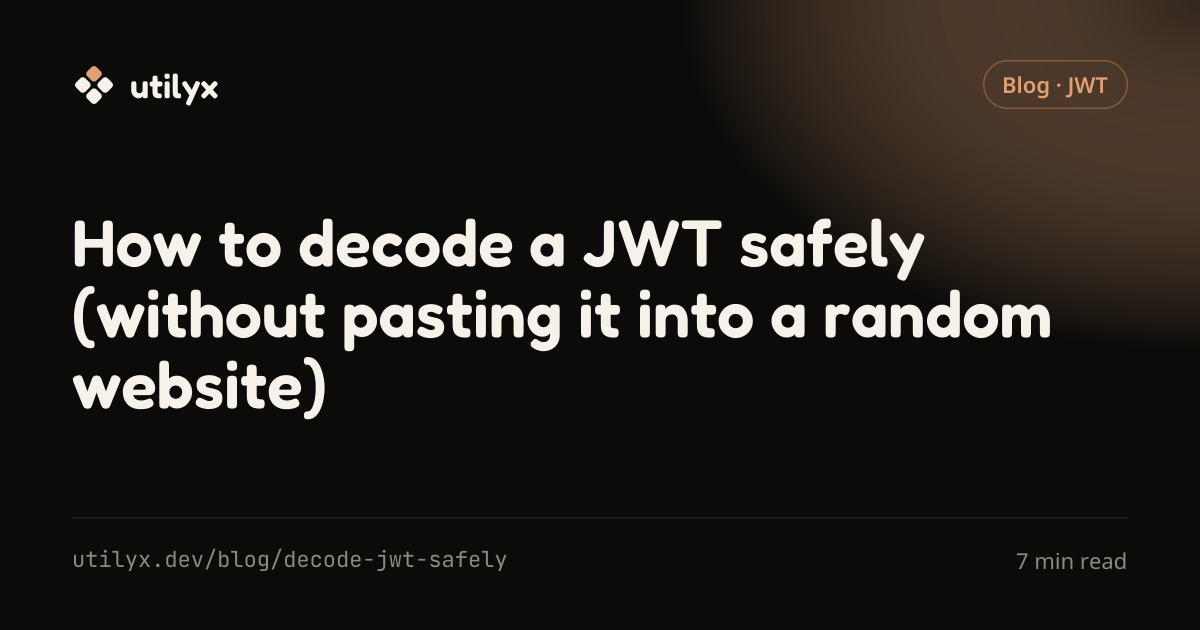 utilyx
Blog · JWT
How to decode a JWT safely
(without pasting it into a random
website)
utilyx.dev/blog/decode-jwt-safely
7 min read